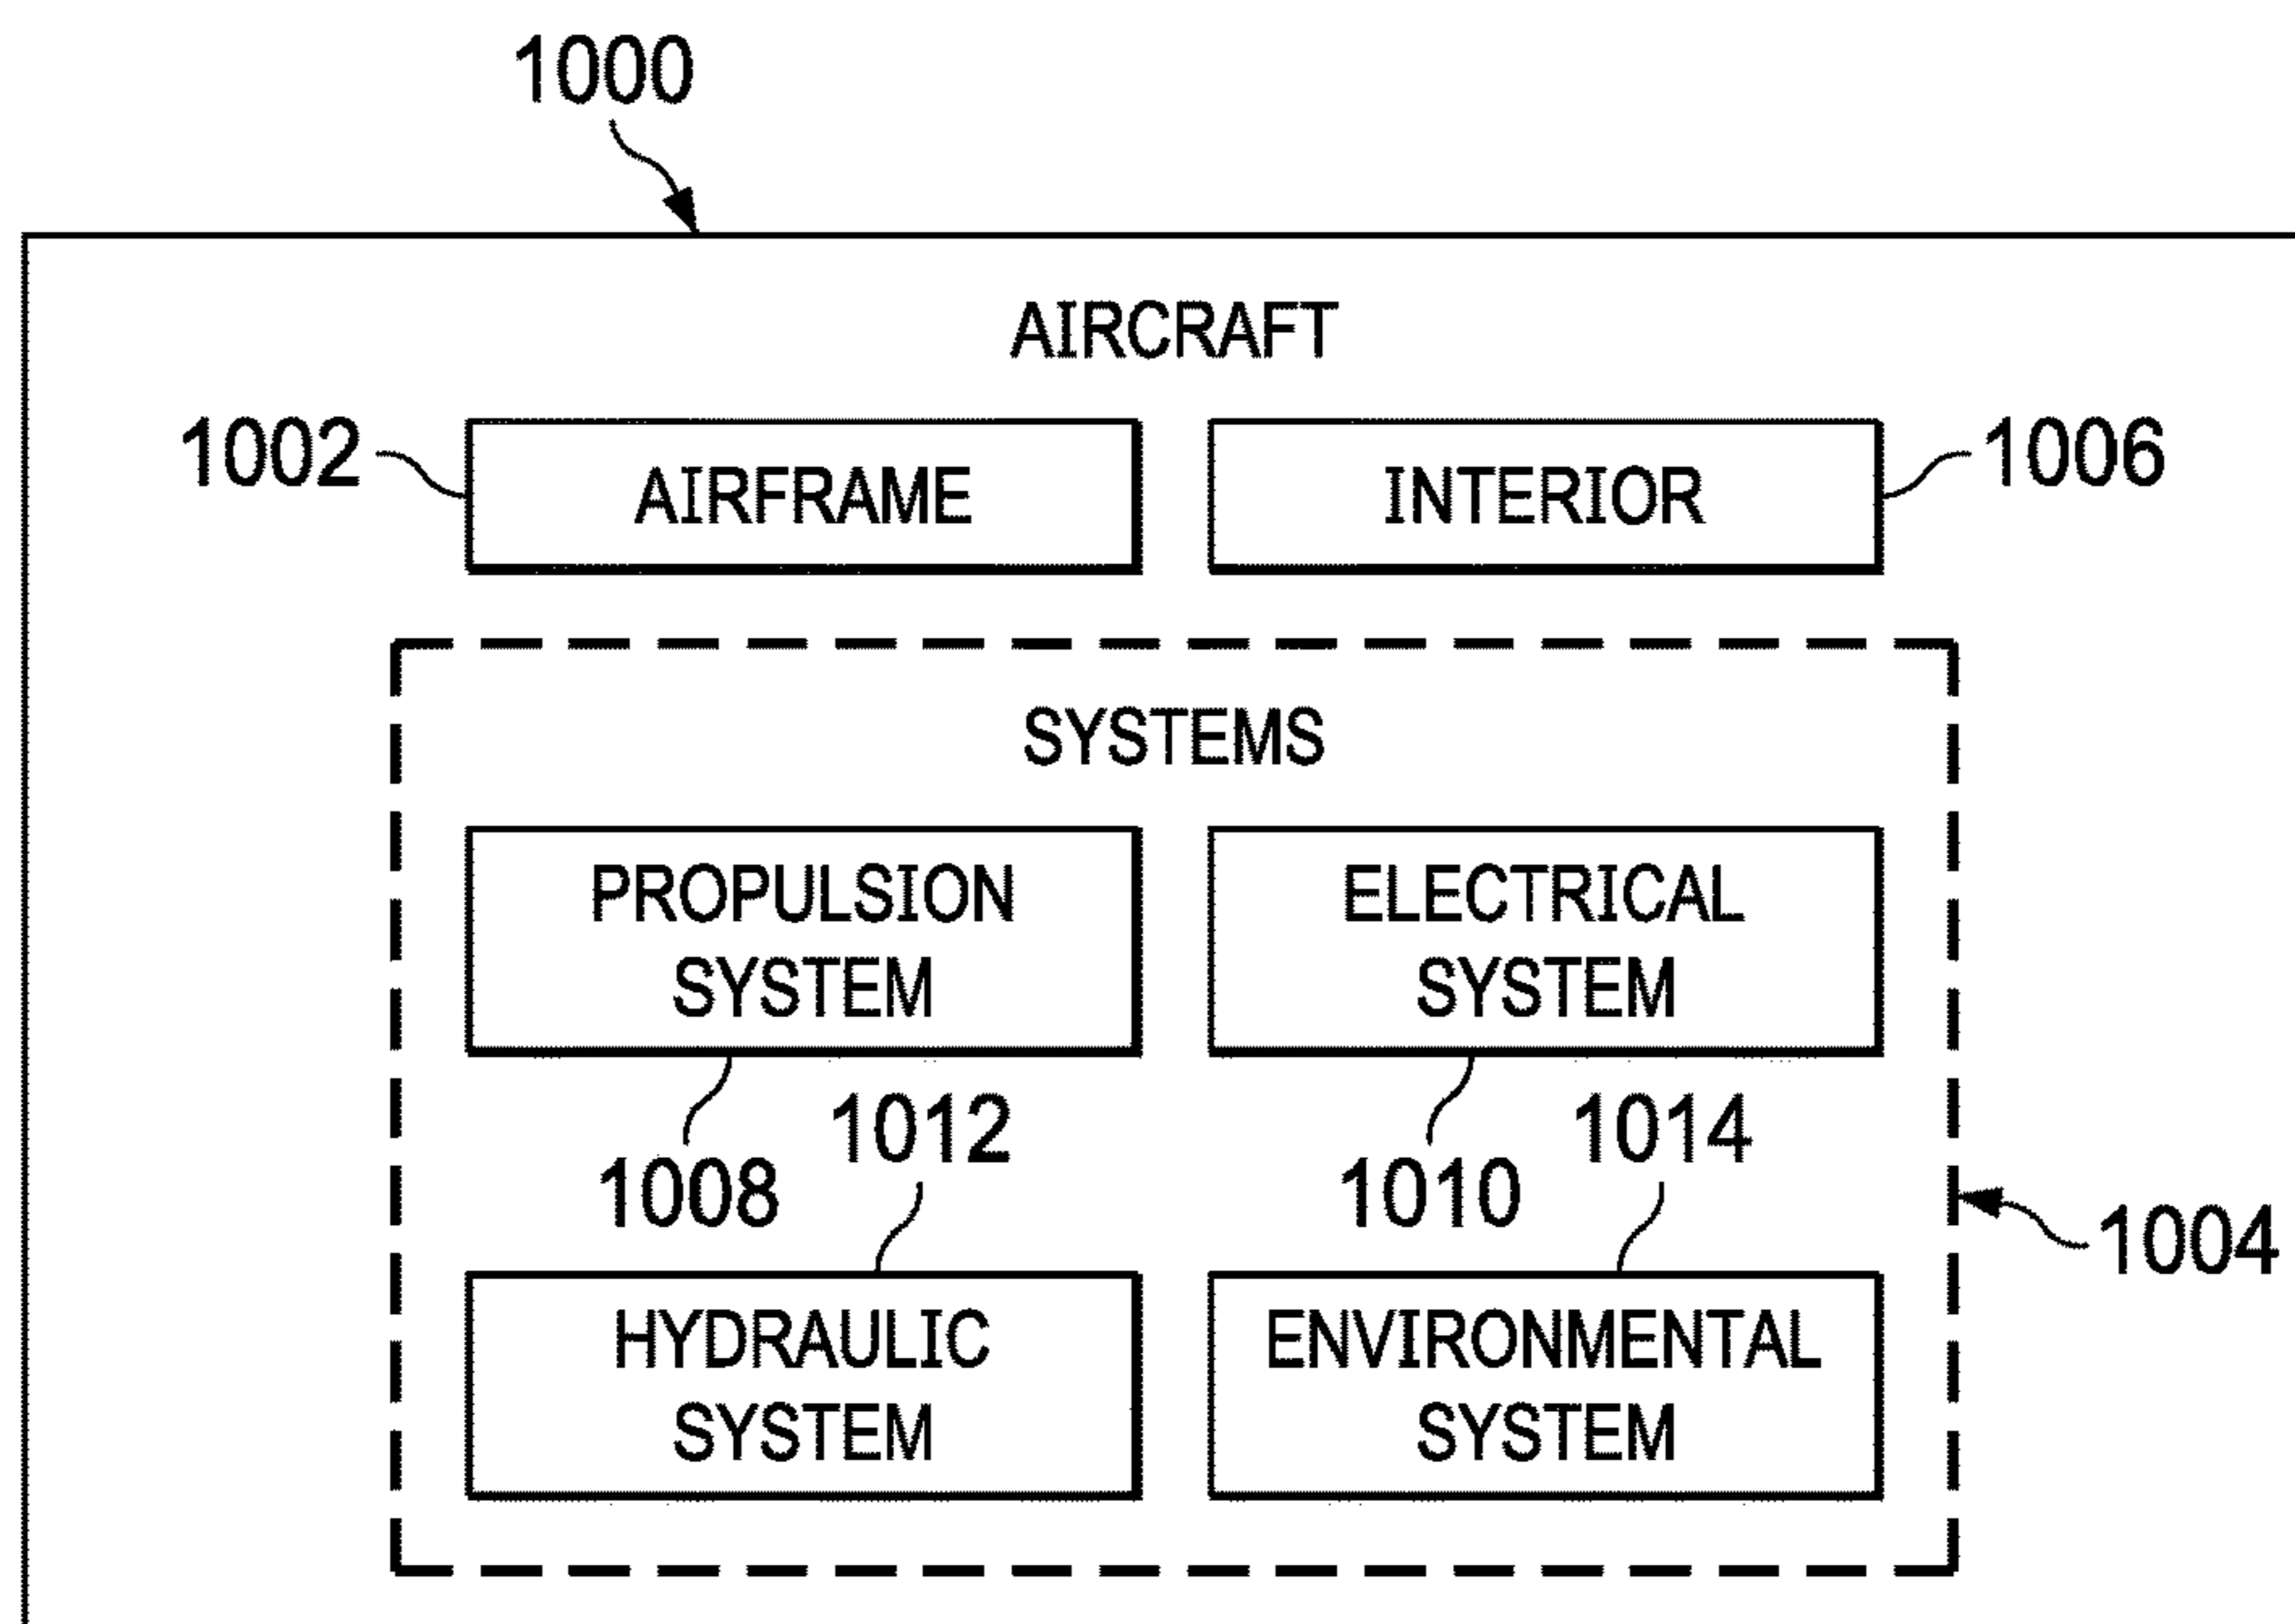 1000
AIRCRAFT
1002
AIRFRAME
INTERIOR
1006
SYSTEMS
PROPULSION
SYSTEM
ELECTRICAL
SYSTEM
1008
1012
1010
1014
1004
HYDRAULIC
SYSTEM
ENVIRONMENTAL
SYSTEM